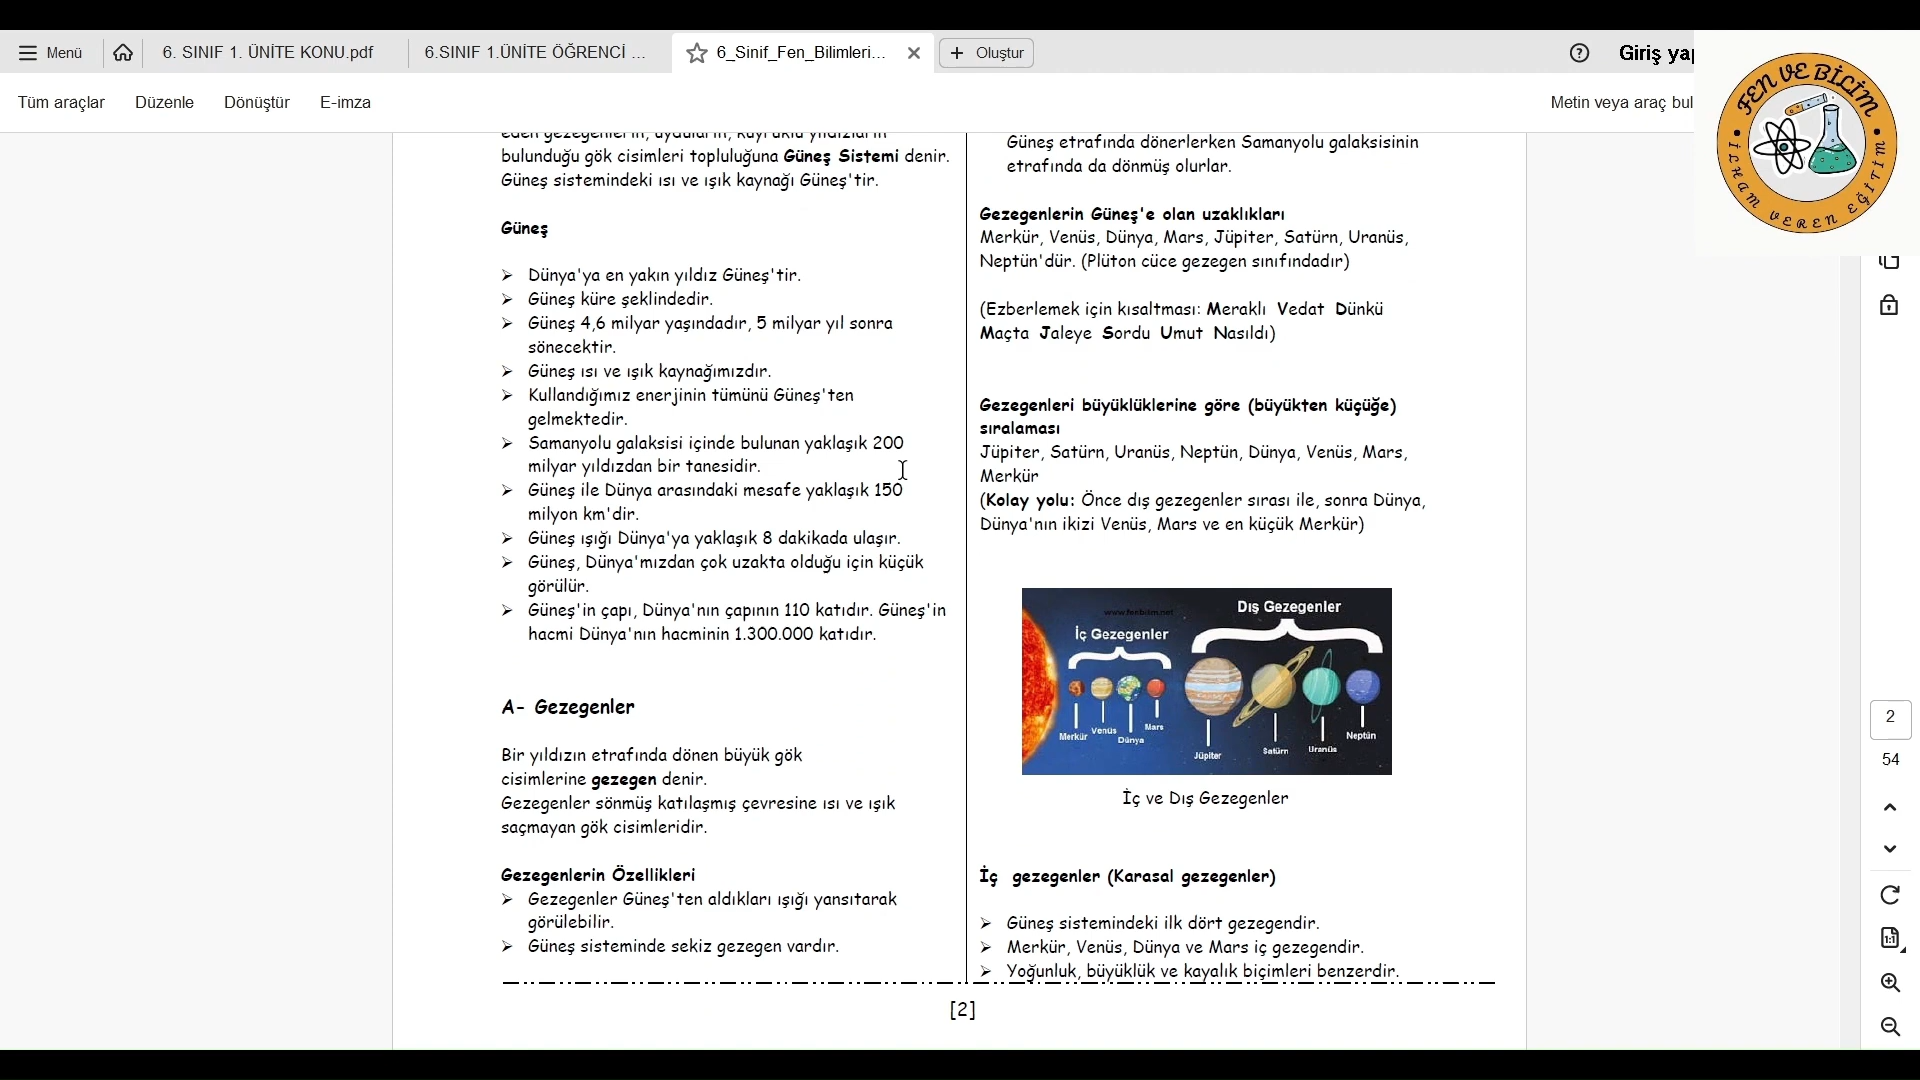 Menü
6. SINIF 1. ÜNİTE KONU.pdf
6.SINIF 1.ÜNİTE ÖĞRENCİ ...
6_Sinif_Fen_Bilimleri...
Oluştur
Giriş yap
Tüm araçlar
Düzenle
Dönüştür
E-imza
Metin veya araç bul
FEN VE BİLİM
İLHAM VEREN EĞİTİM
eden gezegenlerin, uyduların, kuyruklu yıldızların
bulunduğu gök cisimleri topluluğuna Güneş Sistemi denir.
Güneş sistemindeki ısı ve ışık kaynağı Güneş'tir.
Güneş
➢ Dünya'ya en yakın yıldız Güneş'tir.
➢ Güneş küre şeklindedir.
➢ Güneş 4,6 milyar yaşındadır, 5 milyar yıl sonra
sönecektir.
➢ Güneş ısı ve ışık kaynağımızdır.
➢ Kullandığımız enerjinin tümünü Güneş'ten
gelmektedir.
➢ Samanyolu galaksisi içinde bulunan yaklaşık 200
milyar yıldızdan bir tanesidir.
➢ Güneş ile Dünya arasındaki mesafe yaklaşık 150
milyon km'dir.
➢ Güneş ışığı Dünya'ya yaklaşık 8 dakikada ulaşır.
➢ Güneş, Dünya'mızdan çok uzakta olduğu için küçük
görülür.
➢ Güneş'in çapı, Dünya'nın çapının 110 katıdır. Güneş'in
hacmi Dünya'nın hacminin 1.300.000 katıdır.
A- Gezegenler
Bir yıldızın etrafında dönen büyük gök
cisimlerine gezegen denir.
Gezegenler sönmüş katılaşmış çevresine ısı ve ışık
saçmayan gök cisimleridir.
Gezegenlerin Özellikleri
➢ Gezegenler Güneş'ten aldıkları ışığı yansıtarak
görülebilir.
➢ Güneş sisteminde sekiz gezegen vardır.
Güneş etrafında dönerlerken Samanyolu galaksisinin
etrafında da dönmüş olurlar.
Gezegenlerin Güneş'e olan uzaklıkları
Merkür, Venüs, Dünya, Mars, Jüpiter, Satürn, Uranüs,
Neptün'dür. (Plüton cüce gezegen sınıfındadır)
(Ezberlemek için kısaltması: Meraklı Vedat Dünkü
Maçta Jaleye Sordu Umut Nasıldı)
Gezegenleri büyüklüklerine göre (büyükten küçüğe)
sıralaması
Jüpiter, Satürn, Uranüs, Neptün, Dünya, Venüs, Mars,
Merkür
(Kolay yolu: Önce dış gezegenler sırası ile, sonra Dünya,
Dünya'nın ikizi Venüs, Mars ve en küçük Merkür)
www.fenbilim.net
Dış Gezegenler
İç Gezegenler
Merkür
Venüs
Dünya
Mars
Jüpiter
Satürn
Uranüs
Neptün
İç ve Dış Gezegenler
İç gezegenler (Karasal gezegenler)
➢ Güneş sistemindeki ilk dört gezegendir.
➢ Merkür, Venüs, Dünya ve Mars iç gezegendir.
➢ Yoğunluk, büyüklük ve kayalık biçimleri benzerdir.
[2]
2
54